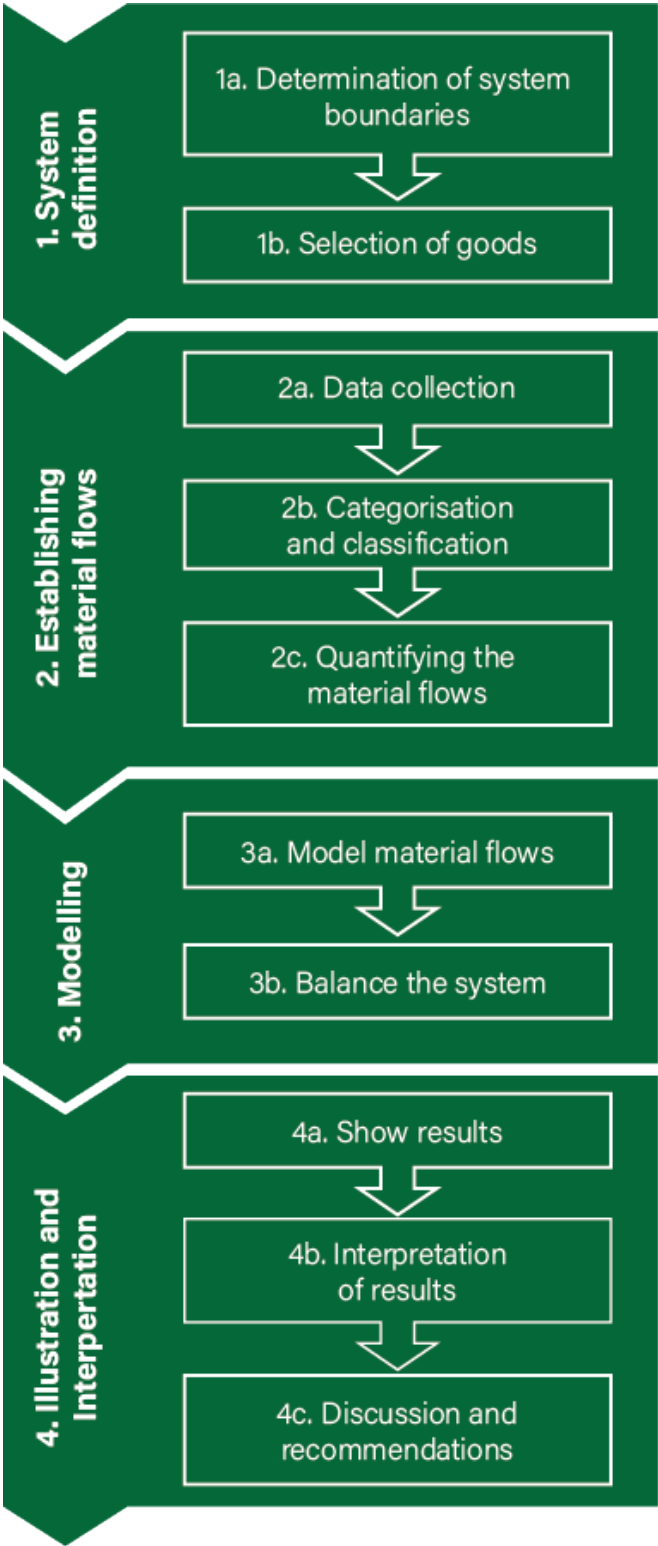 1. System
definition
1a. Determination of system
boundaries
1b. Selection of goods
2. Establishing
material flows
2a. Data collection
2b. Categorisation
and classification
2c. Quantifying the
material flows
3. Modelling
3a. Model material flows
3b. Balance the system
4. Illustration and
Interpertation
4a. Show results
4b. Interpretation
of results
4c. Discussion and
recommendations